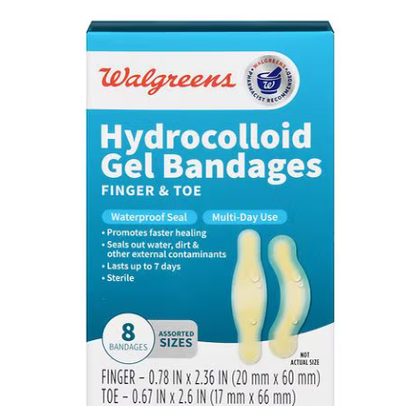 Walgreens
WALGREENS
PHARMACIST RECOMMENDED
W
Hydrocolloid
Gel Bandages
FINGER & TOE
Waterproof Seal
Multi-Day Use
• Promotes faster healing
• Seals out water, dirt &
other external contaminants
• Lasts up to 7 days
• Sterile
8
BANDAGES
ASSORTED
SIZES
NOT
ACTUAL SIZE
FINGER – 0.78 IN x 2.36 IN (20 mm x 60 mm)
TOE – 0.67 IN x 2.6 IN (17 mm x 66 mm)